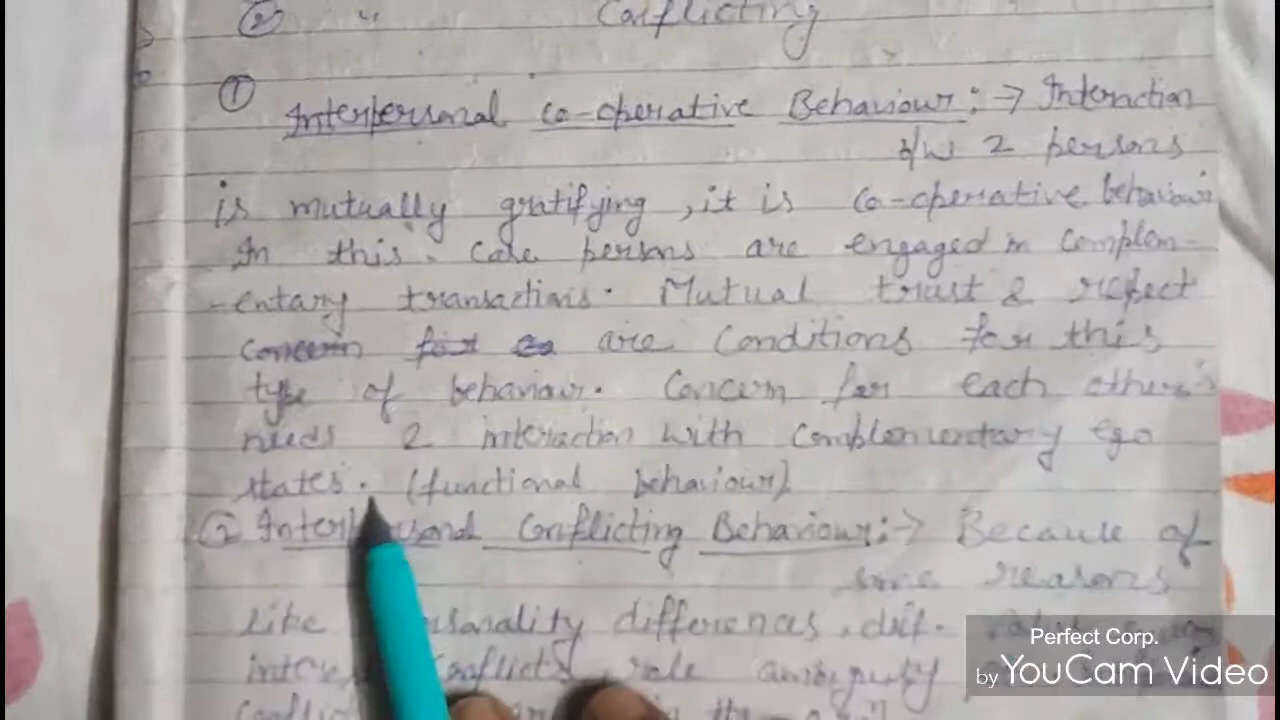 ② " Conflicting
① Interpersonal co-operative Behaviour :→ Interaction
b/w 2 persons
is mutually gratifying , it is co-operative behaviour
In this case persons are engaged in complem-
-entary transactions. Mutual trust & respect
concern for are conditions for this
type of behaviour. Concern for each other's
needs & interaction with complementary ego
states. (functional behaviour)
② Interpersonal Conflicting Behaviour :→ Because of
some reasons
like personality differences, diff.
conflicts, role ambiguity
Perfect Corp.
by YouCam Video